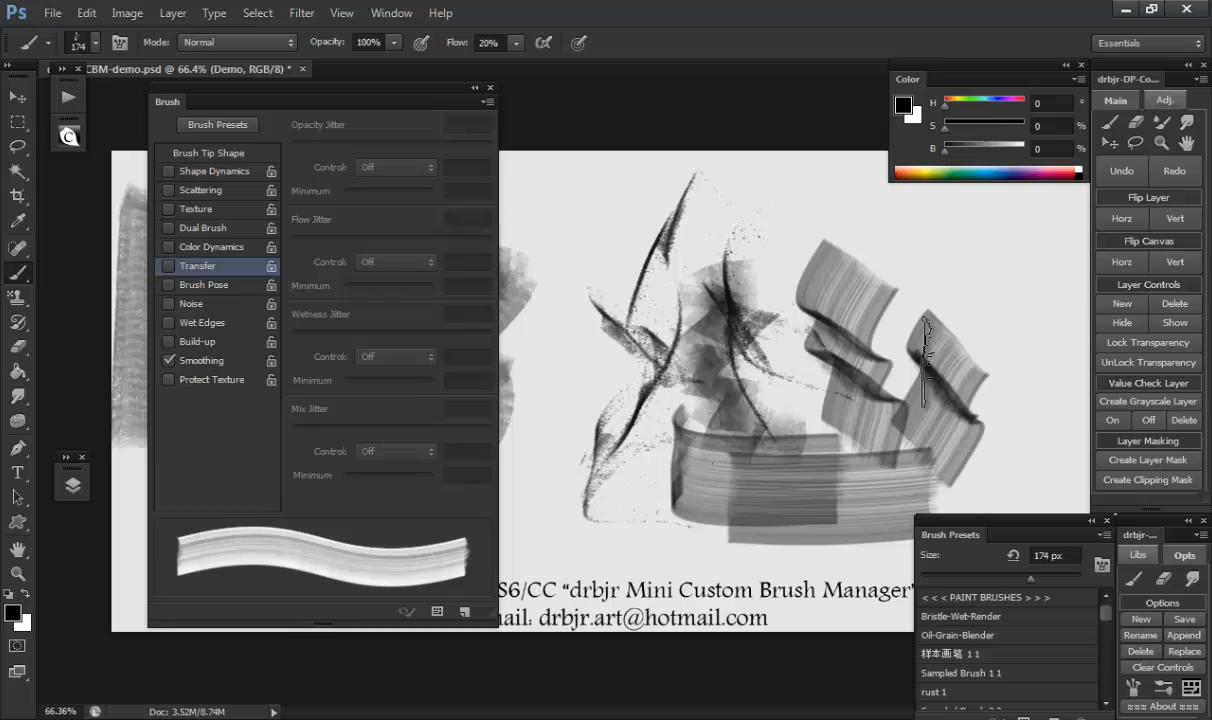 Ps File Edit Image Layer Type Select Filter View Window Help
174 Mode: Normal Opacity: 100% Flow: 20% Essentials
CBM-demo.psd @ 66.4% (Demo, RGB/8) *
Brush
Brush Presets
Brush Tip Shape
Shape Dynamics
Scattering
Texture
Dual Brush
Color Dynamics
Transfer
Brush Pose
Noise
Wet Edges
Build-up
Smoothing
Protect Texture
Opacity Jitter
Control: Off
Minimum
Flow Jitter
Control: Off
Minimum
Wetness Jitter
Control: Off
Minimum
Mix Jitter
Control: Off
Minimum
Color
H 0 °
S 0 %
B 0 %
drbjr-DP-Co...
Main Adj.
Undo Redo
Flip Layer
Horz Vert
Flip Canvas
Horz Vert
Layer Controls
New Delete
Hide Show
Lock Transparency
UnLock Transparency
Value Check Layer
Create Grayscale Layer
On Off Delete
Layer Masking
Create Layer Mask
Create Clipping Mask
S6/CC “drbjr Mini Custom Brush Manager”
ail: drbjr.art@hotmail.com
Brush Presets
Size: 174 px
< < < PAINT BRUSHES > > >
Bristle-Wet-Render
Oil-Grain-Blender
样本画笔 1 1
Sampled Brush 1 1
rust 1
drbjr-...
Libs Opts
Options
New Save
Rename Append
Delete Replace
Clear Controls
=== About ===
66.36% Doc: 3.52M/8.74M